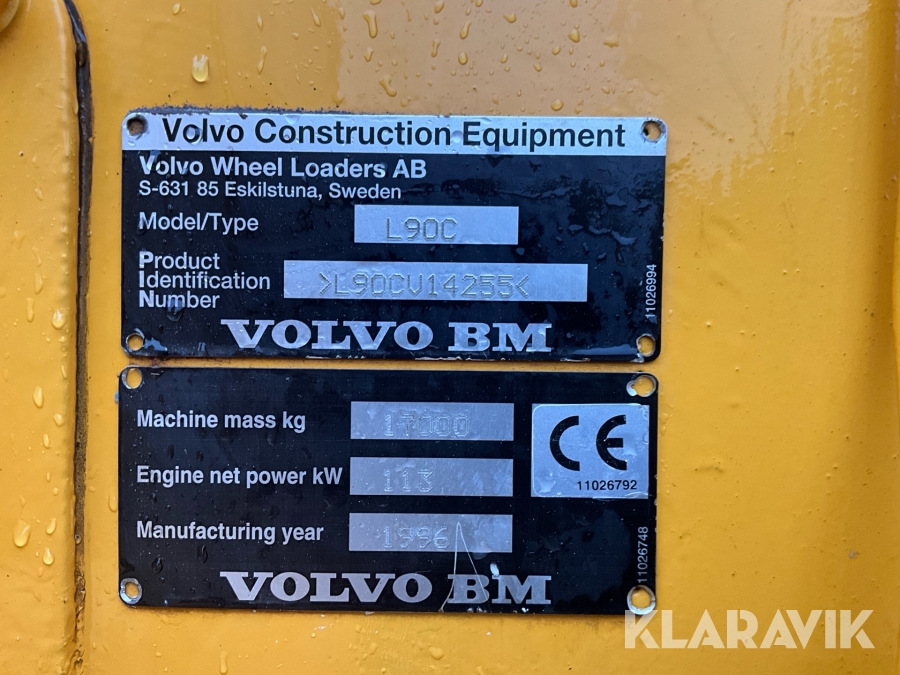 Volvo Construction Equipment
Volvo Wheel Loaders AB
S-631 85 Eskilstuna, Sweden
Model/Type L90C
Product
Identification >L90CV14255<
Number
11026994
VOLVO BM
Machine mass kg 17000
CE
Engine net power kW 113
11026792
Manufacturing year 1996
11026748
VOLVO BM
KLARAVIK